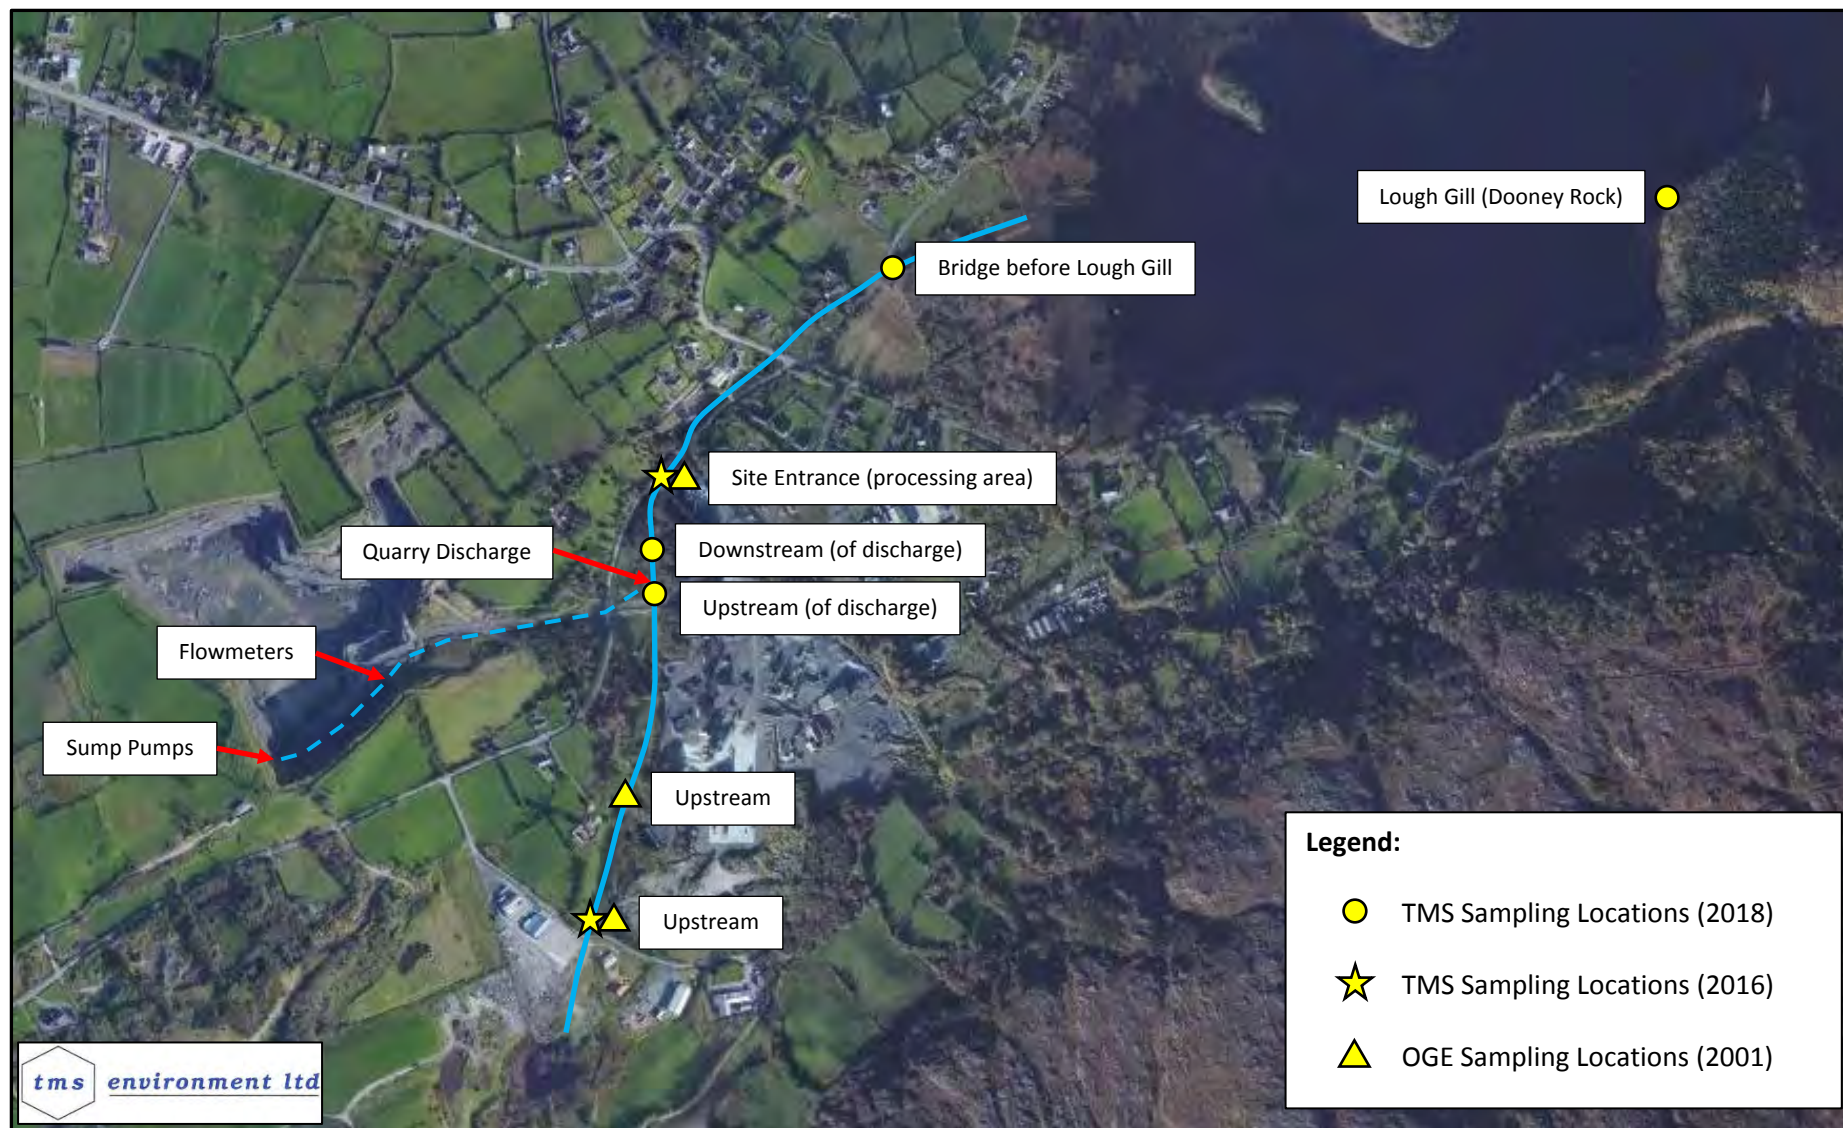 Lough Gill (Dooney Rock)
Bridge before Lough Gill
Site Entrance (processing area)
Quarry Discharge
Downstream (of discharge)
Upstream (of discharge)
Flowmeters
Sump Pumps
Upstream
Upstream
Legend:
TMS Sampling Locations (2018)
TMS Sampling Locations (2016)
OGE Sampling Locations (2001)
tms environment ltd